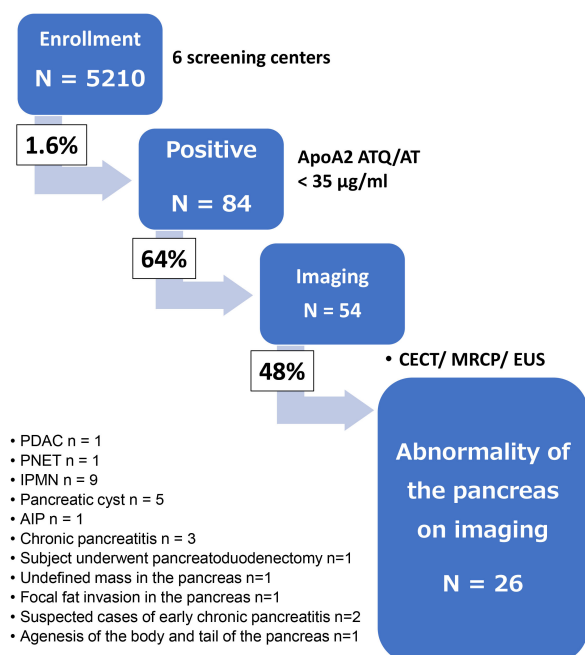 Enrollment
N = 5210
6 screening centers
1.6%
Positive
N = 84
ApoA2 ATQ/AT
< 35 μg/ml
64%
Imaging
N = 54
48%
• CECT/ MRCP/ EUS
Abnormality of
the pancreas
on imaging
N = 26
• PDAC n = 1
• PNET n = 1
• IPMN n = 9
• Pancreatic cyst n = 5
• AIP n = 1
• Chronic pancreatitis n = 3
• Subject underwent pancreatoduodenectomy n=1
• Undefined mass in the pancreas n=1
• Focal fat invasion in the pancreas n=1
• Suspected cases of early chronic pancreatitis n=2
• Agenesis of the body and tail of the pancreas n=1